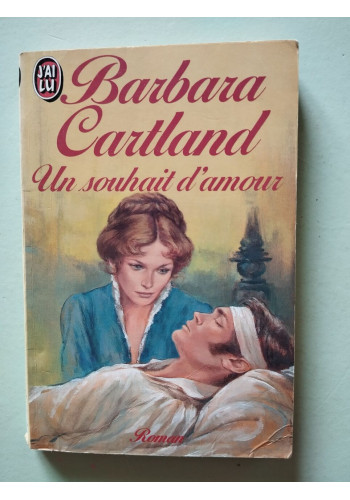 J'AI
LU
Barbara
Cartland
Un souhait d'amour
Roman